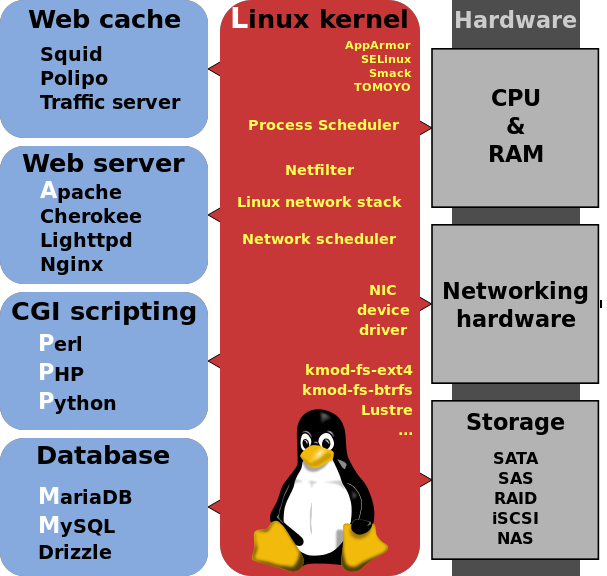 Web cache
Squid
Polipo
Traffic server
Web server
Apache
Cherokee
Lighttpd
Nginx
CGI scripting
Perl
PHP
Python
Database
MariaDB
MySQL
Drizzle
Linux kernel
AppArmor
SELinux
Smack
TOMOYO
Process Scheduler
Netfilter
Linux network stack
Network scheduler
NIC
device
driver
kmod-fs-ext4
kmod-fs-btrfs
Lustre
...
Hardware
CPU
&
RAM
Networking
hardware
Storage
SATA
SAS
RAID
iSCSI
NAS